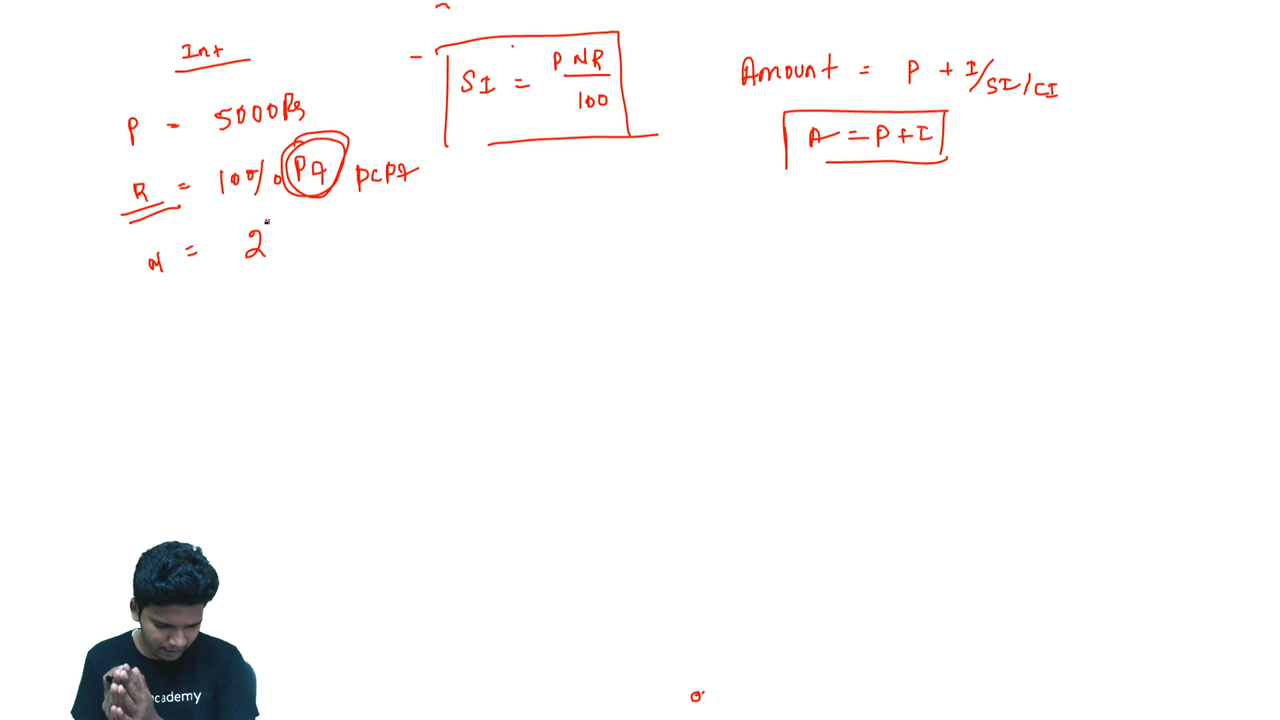 Int
P = 5000Rs
R = 10% PA PCPA
N = 2
SI = PNR/100
Amount = P + I/SI/CI
A = P + I
academy